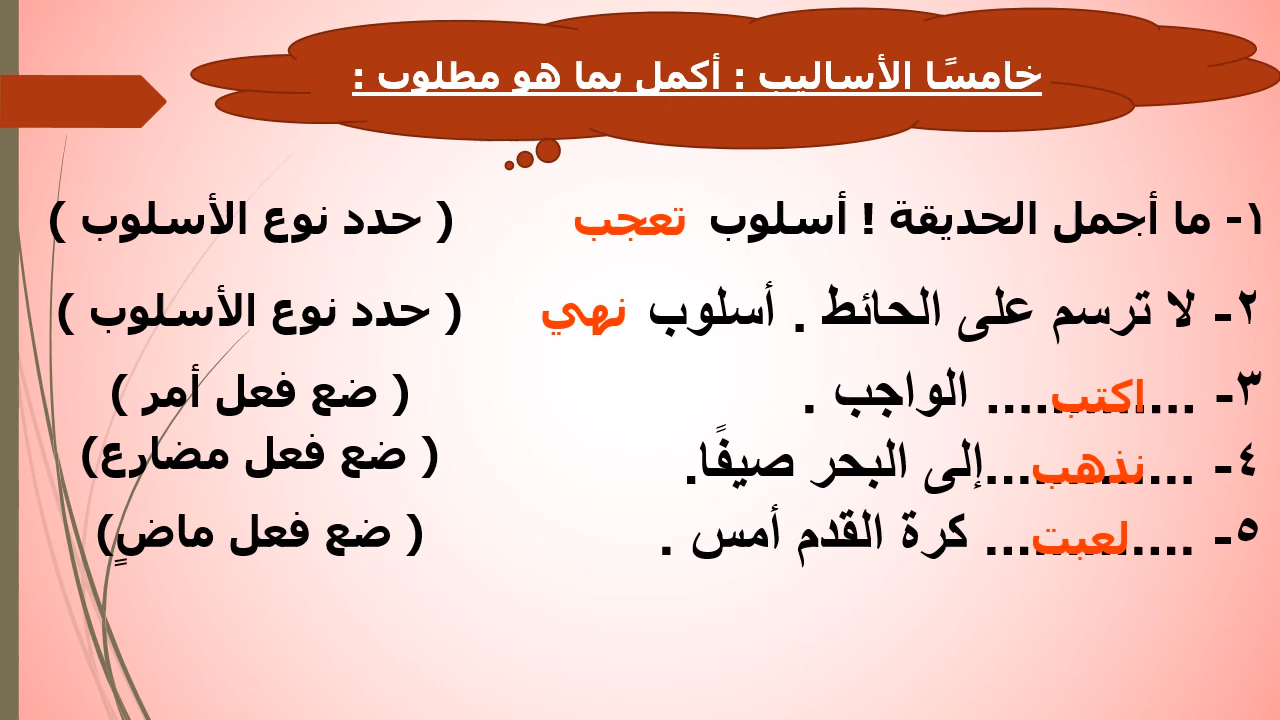 خامسًا الأساليب : أكمل بما هو مطلوب :
١- ما أجمل الحديقة ! أسلوب تعجب ( حدد نوع الأسلوب )
٢- لا ترسم على الحائط . أسلوب نهي ( حدد نوع الأسلوب )
٣- ............. اكتب الواجب . ( ضع فعل أمر )
٤- ............. نذهب إلى البحر صيفًا. ( ضع فعل مضارع)
٥- ............. لعبت كرة القدم أمس . ( ضع فعل ماضٍ)